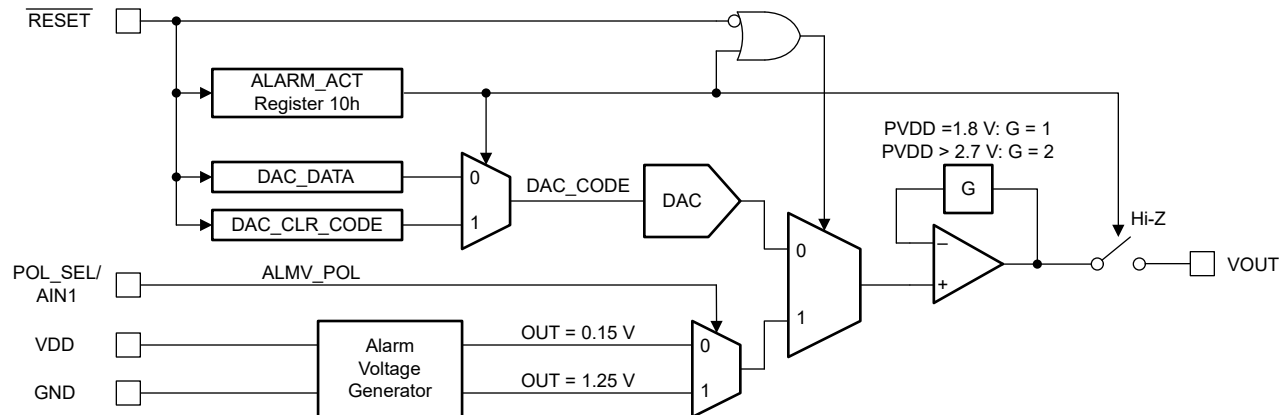 RESET
ALARM_ACT
Register 10h
PVDD =1.8 V: G = 1
PVDD > 2.7 V: G = 2
DAC_DATA
0
DAC_CODE
DAC
G
DAC_CLR_CODE
1
Hi-Z
0
–
+
VOUT
POL_SEL/
AIN1
ALMV_POL
1
VDD
Alarm
Voltage
Generator
OUT = 0.15 V
0
GND
OUT = 1.25 V
1